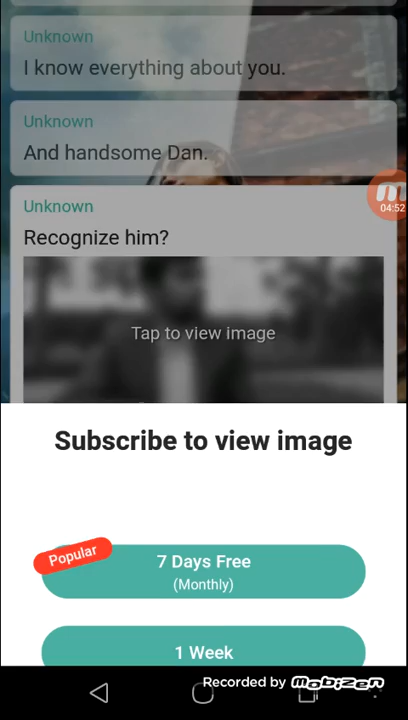 Unknown
I know everything about you.
Unknown
And handsome Dan.
Unknown
Recognize him?
04:52
Tap to view image
Subscribe to view image
Popular
7 Days Free
(Monthly)
1 Week
Recorded by Mobizen